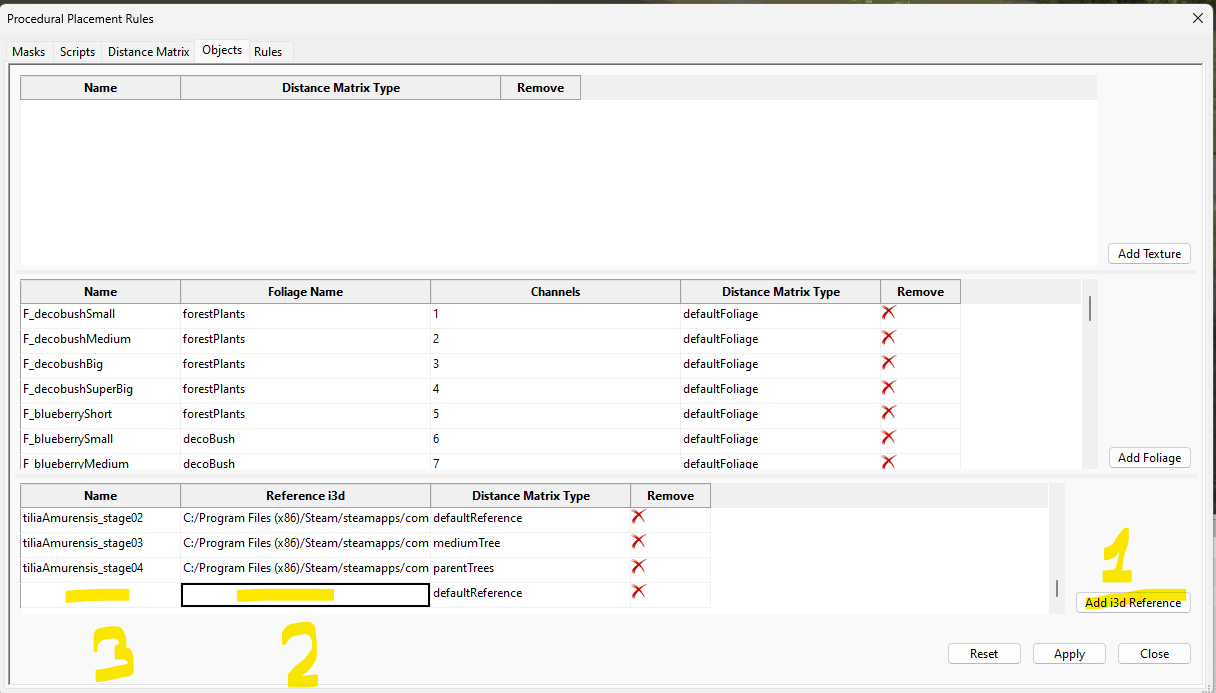 Procedural Placement Rules
Masks Scripts Distance Matrix Objects Rules
Name Distance Matrix Type Remove
Add Texture
Name Foliage Name Channels Distance Matrix Type Remove
F_decobushSmall forestPlants 1 defaultFoliage
F_decobushMedium forestPlants 2 defaultFoliage
F_decobushBig forestPlants 3 defaultFoliage
F_decobushSuperBig forestPlants 4 defaultFoliage
F_blueberryShort forestPlants 5 defaultFoliage
F_blueberrySmall decoBush 6 defaultFoliage
F_blueberryMedium decoBush 7 defaultFoliage
Add Foliage
Name Reference i3d Distance Matrix Type Remove
tiliaAmurensis_stage02 C:/Program Files (x86)/Steam/steamapps/com defaultReference
tiliaAmurensis_stage03 C:/Program Files (x86)/Steam/steamapps/com mediumTree
tiliaAmurensis_stage04 C:/Program Files (x86)/Steam/steamapps/com parentTrees
defaultReference
1
Add i3d Reference
3 2
Reset Apply Close